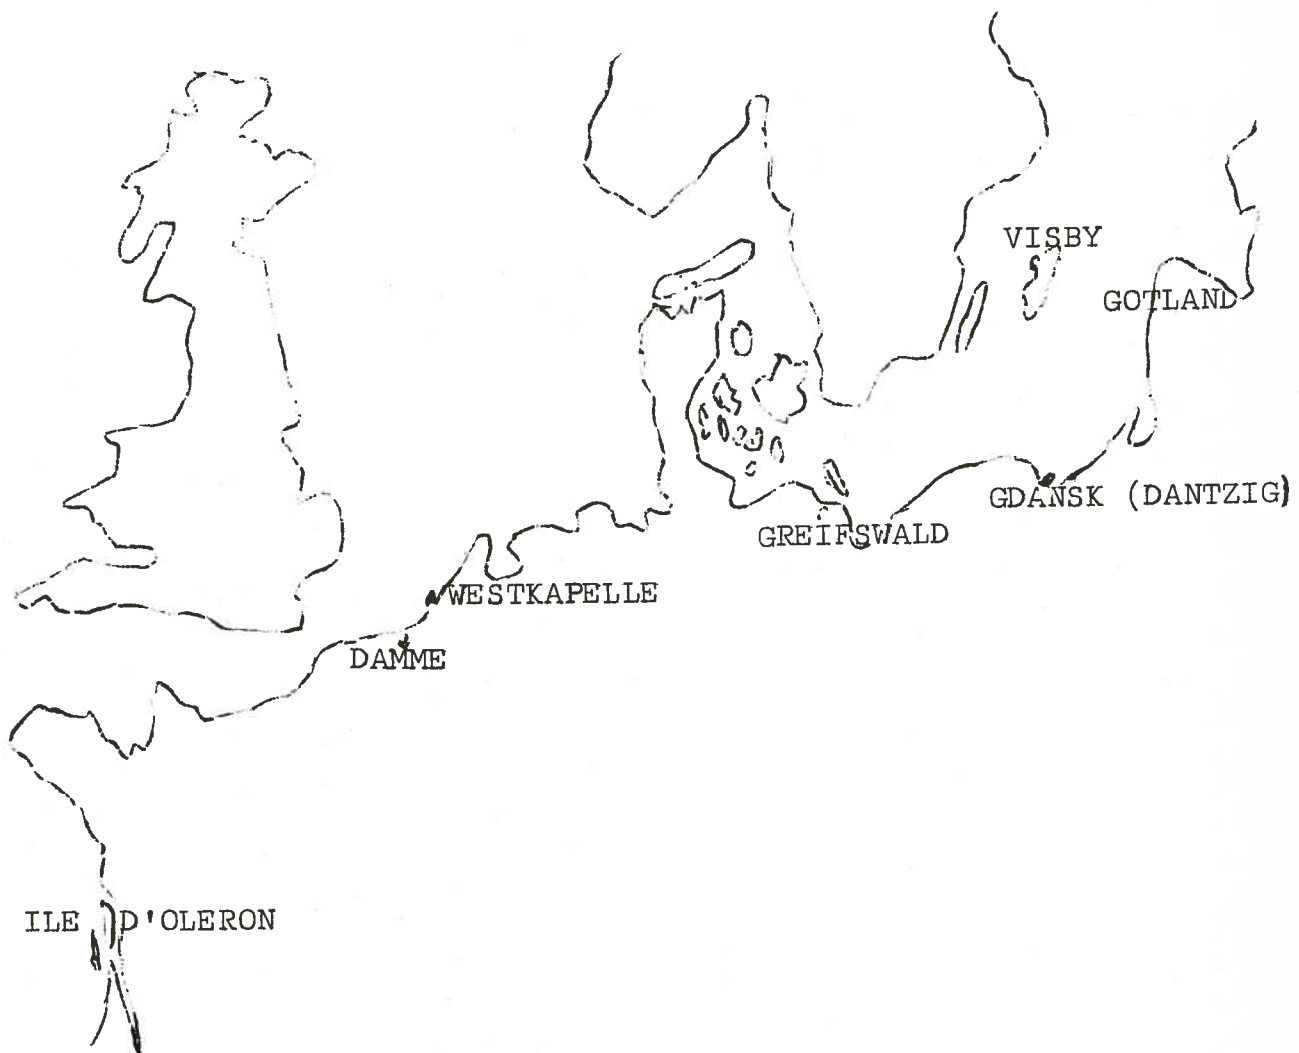 VISBY
GOTLAND
GDANSK (DANTZIG)
GREIFSWALD
WESTKAPELLE
DAMME
ILE D'OLERON